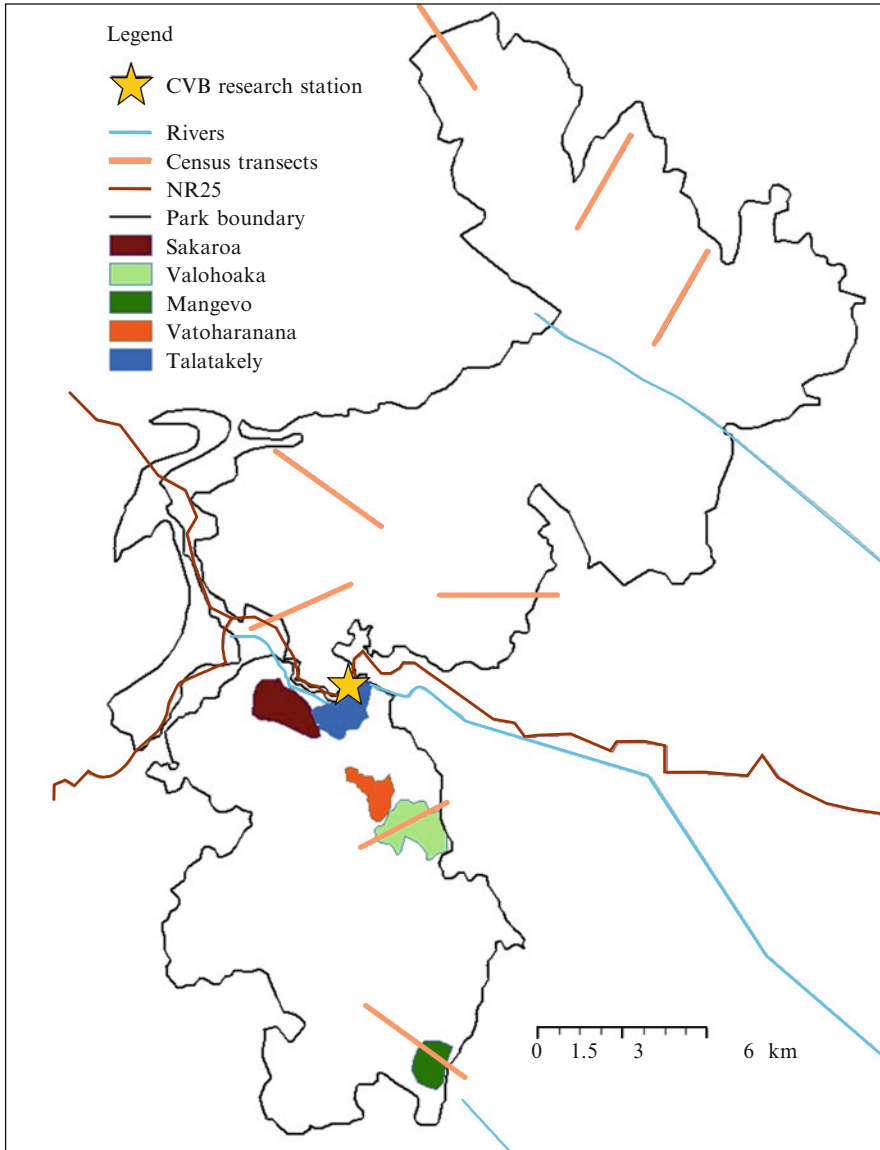 Legend
CVB research station
Rivers
Census transects
NR25
Park boundary
Sakaroa
Valohoaka
Mangevo
Vatoharanana
Talatakely
0 1.5 3 6 km